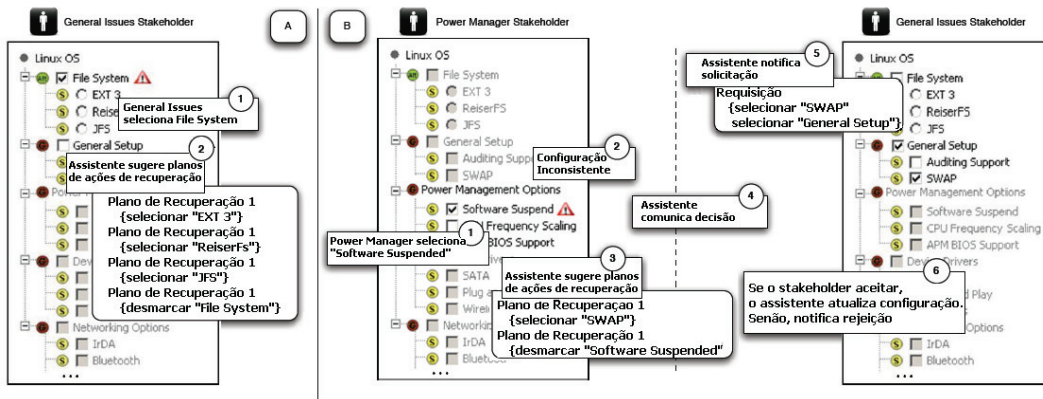 General Issues Stakeholder
A
Linux OS
Alt
File System
S
EXT 3
S
ReiserFS
S
JFS
G
General Setup
1
General Issues
seleciona File System
2
Assistente sugere planos
de ações de recuperação
Plano de Recuperação 1
{selecionar "EXT 3"}
Plano de Recuperação 1
{selecionar "ReiserFs"}
Plano de Recuperação 1
{selecionar "JFS"}
Plano de Recuperação 1
{desmarcar "File System"}
G
Networking Options
S
IrDA
S
Bluetooth
...
B
Power Manager Stakeholder
Linux OS
Alt
File System
S
EXT 3
S
ReiserFS
S
JFS
G
General Setup
S
Auditing Suppo
S
SWAP
2
Configuração
Inconsistente
G
Power Management Options
S
Software Suspend
Frequency Scaling
BIOS Support
1
Power Manager seleciona
"Software Suspended"
S
SATA
S
Plug a
S
Wirel
G
Networkin
S
IrDA
S
Bluetoo
...
3
Assistente sugere planos
de ações de recuperação
Plano de Recuperação 1
{selecionar "SWAP"}
Plano de Recuperação 1
{desmarcar "Software Suspended"
4
Assistente
comunica decisão
General Issues Stakeholder
Linux OS
File System
EXT 3
ReiserFS
S
JFS
5
Assistente notifica
solicitação
Requisição
{selecionar "SWAP"
selecionar "General Setup"}
G
General Setup
S
Auditing Support
S
SWAP
G
Power Management Options
S
Software Suspend
S
CPU Frequency Scaling
S
APM BIOS Support
G
Device Drivers
6
Se o stakeholder aceitar,
o assistente atualiza configuração.
Senão, notifica rejeição
d Play
Options
S
IrDA
S
Bluetooth
...